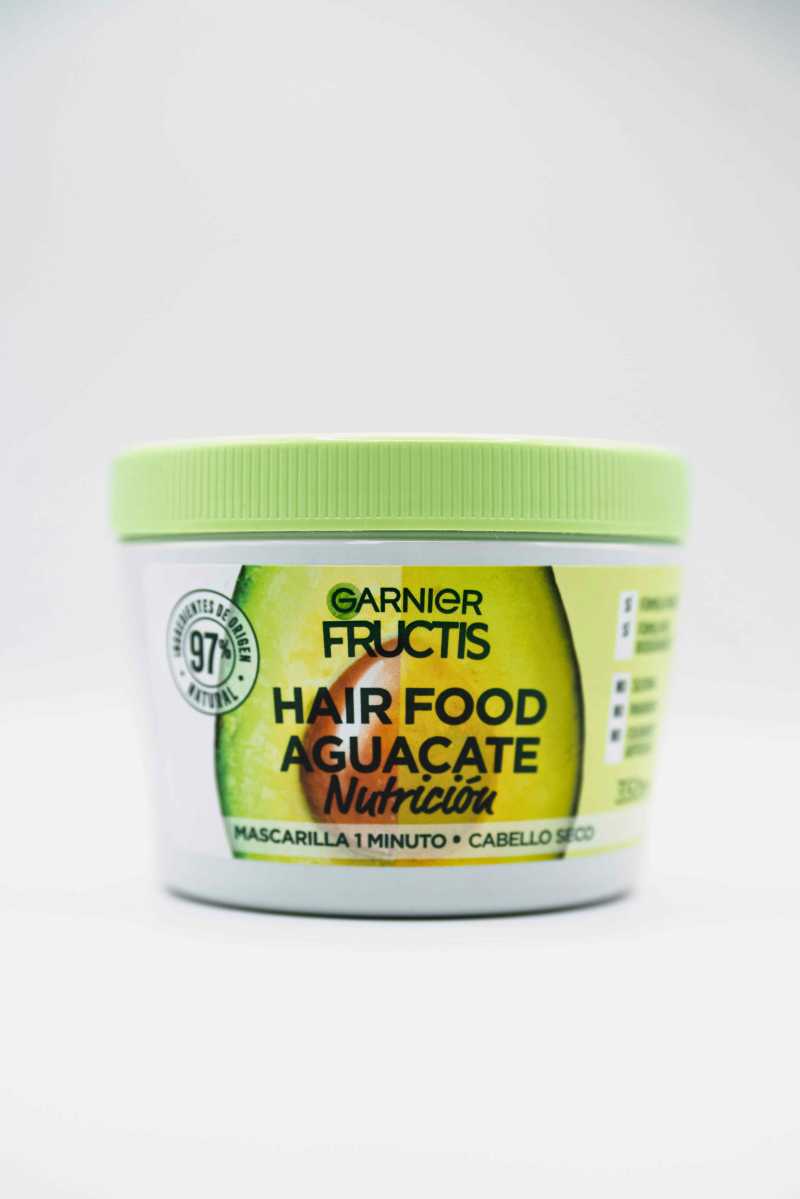 GARNIER
FRUCTIS
HAIR FOOD
AGUACATE
Nutrición
MASCARILLA 1 MINUTO • CABELLO SECO
INGREDIENTES DE ORIGEN
97%
• NATURAL •